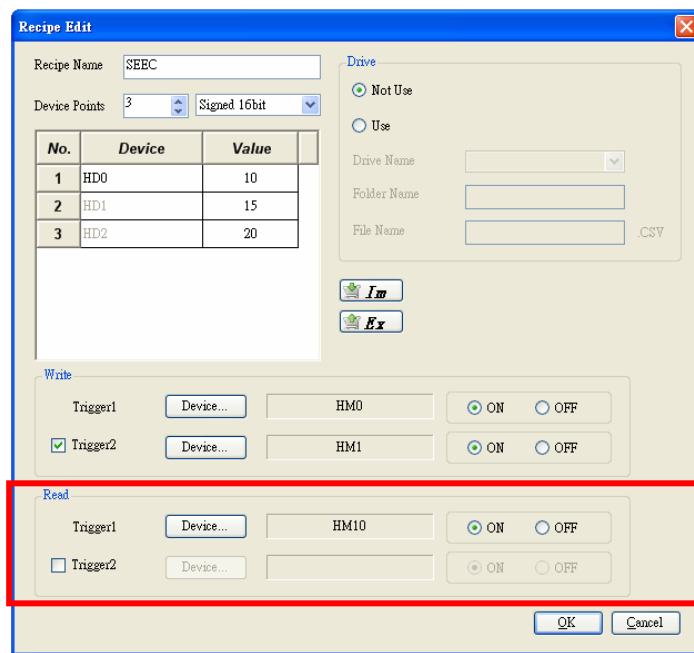 Recipe Edit
Recipe Name SEEC
Device Points 3 Signed 16bit
No. Device Value
1 HD0 10
2 HD1 15
3 HD2 20
Drive
Not Use
Use
Drive Name
Folder Name
File Name .CSV
Im
Ex
Write
Trigger1 Device... HM0 ON OFF
Trigger2 Device... HM1 ON OFF
Read
Trigger1 Device... HM10 ON OFF
Trigger2 Device... ON OFF
OK Cancel